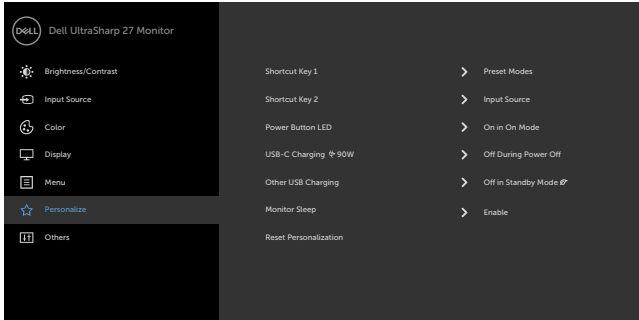 DELL Dell UltraSharp 27 Monitor
Brightness/Contrast
Input Source
Color
Display
Menu
Personalize
Others
Shortcut Key 1 Preset Modes
Shortcut Key 2 Input Source
Power Button LED On in On Mode
USB-C Charging 90W Off During Power Off
Other USB Charging Off in Standby Mode
Monitor Sleep Enable
Reset Personalization